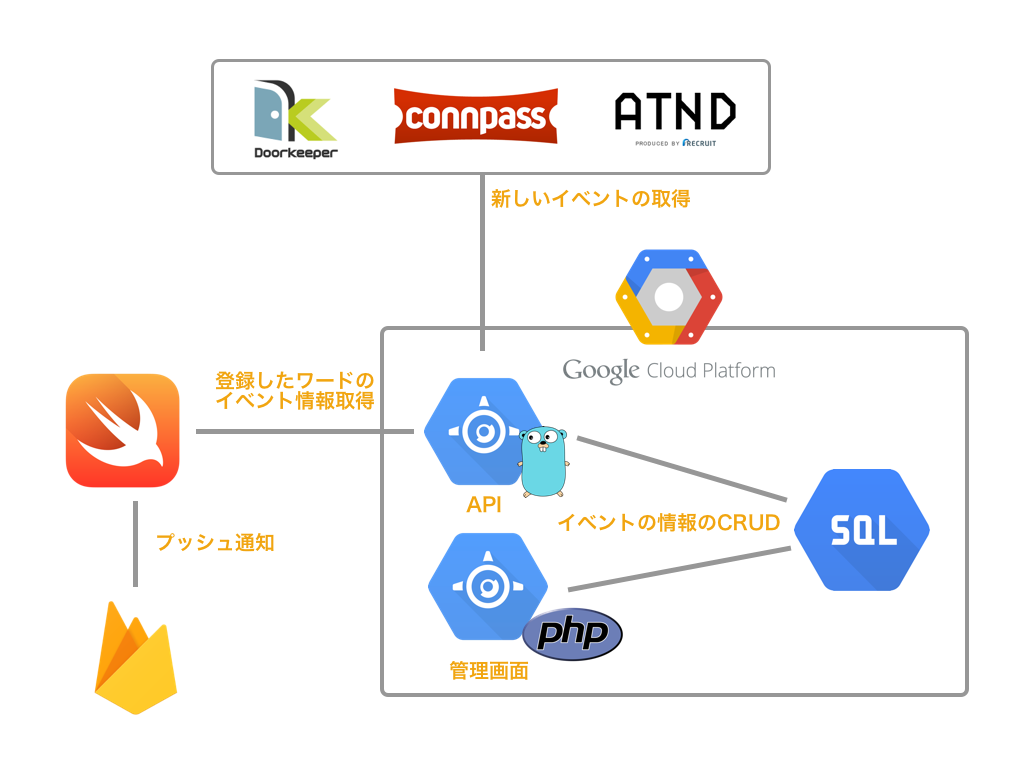 Doorkeeper
connpass
ATND
PRODUCED BY RECRUIT
新しいイベントの取得
Google Cloud Platform
登録したワードの
イベント情報取得
API
イベントの情報のCRUD
SQL
プッシュ通知
php
管理画面